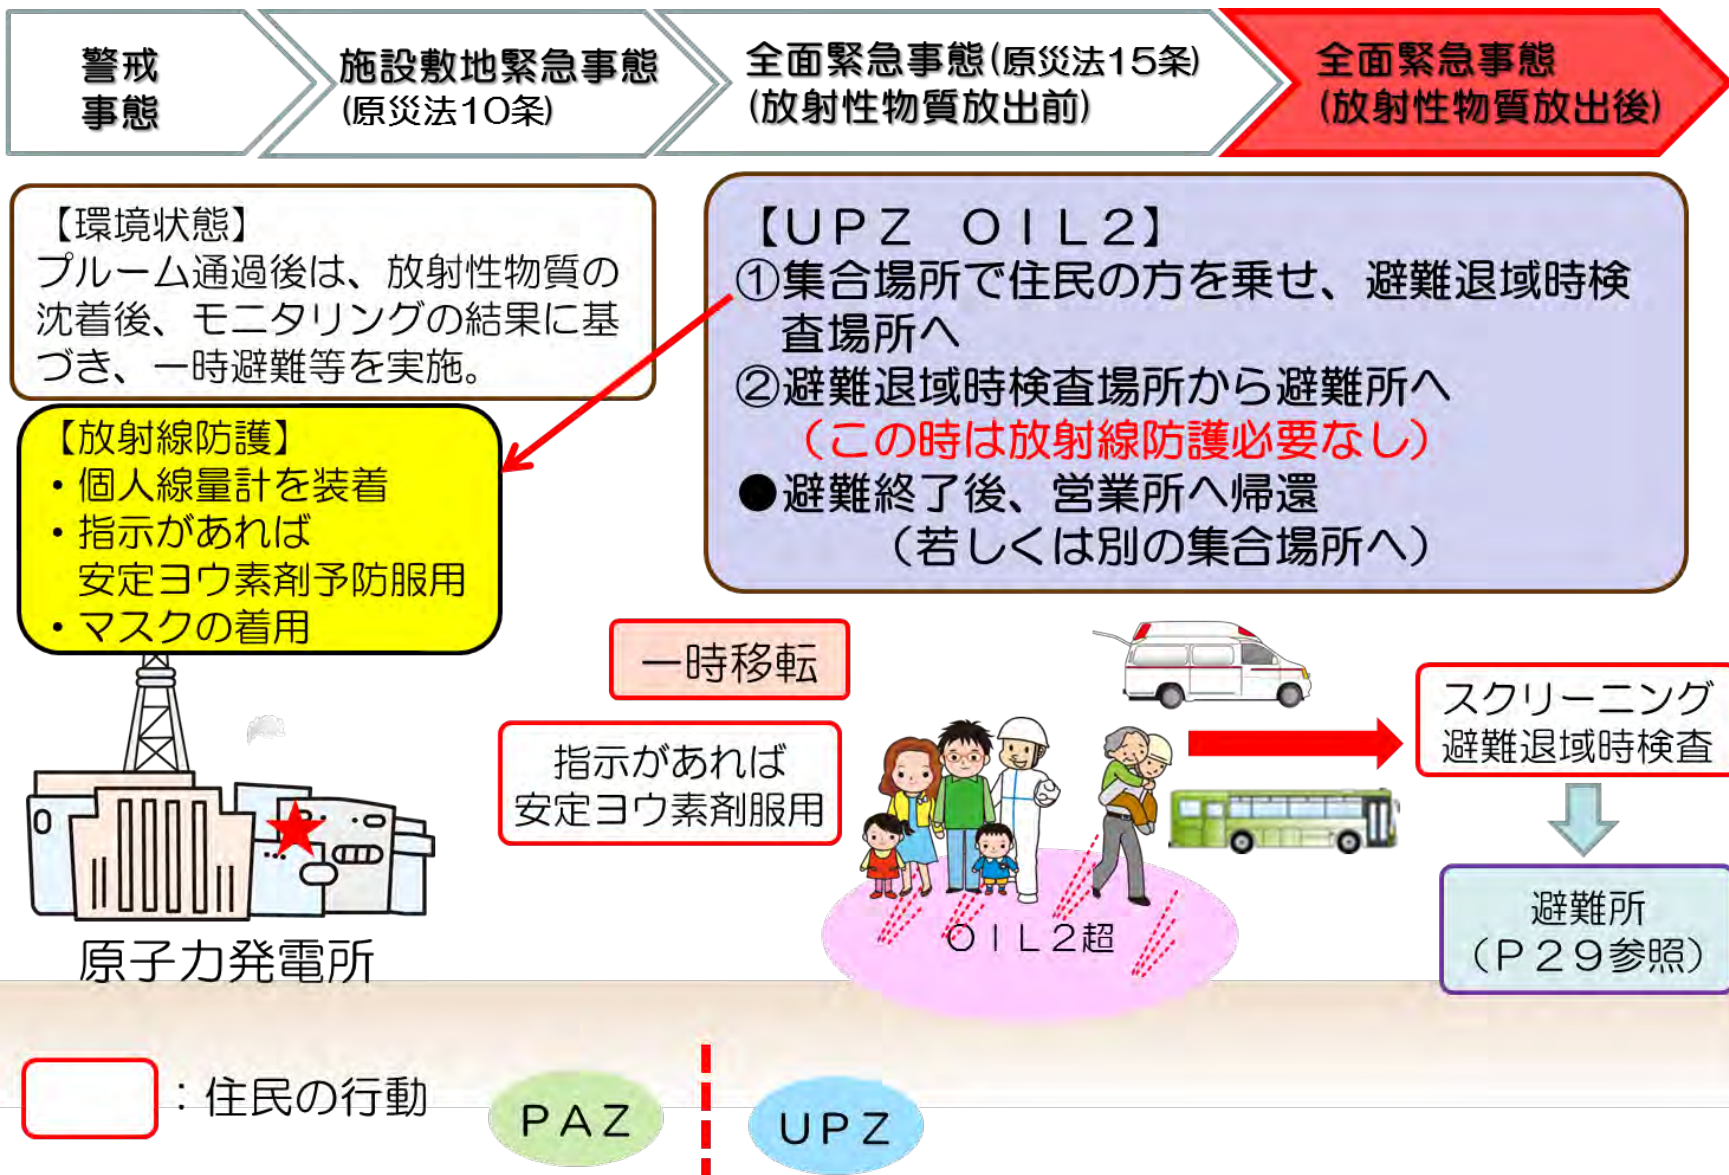 警戒
事態
施設敷地緊急事態
(原災法10条)
全面緊急事態(原災法15条)
(放射性物質放出前)
全面緊急事態
(放射性物質放出後)
【環境状態】
プルーム通過後は、放射性物質の
沈着後、モニタリングの結果に基
づき、一時避難等を実施。
【UPZ　OIL2】
①集合場所で住民の方を乗せ、避難退域時検
査場所へ
②避難退域時検査場所から避難所へ
（この時は放射線防護必要なし）
●避難終了後、営業所へ帰還
（若しくは別の集合場所へ）
【放射線防護】
・個人線量計を装着
・指示があれば
安定ヨウ素剤予防服用
・マスクの着用
一時移転
指示があれば
安定ヨウ素剤服用
スクリーニング
避難退域時検査
避難所
（P29参照）
OIL2超
原子力発電所
：住民の行動
PAZ
UPZ